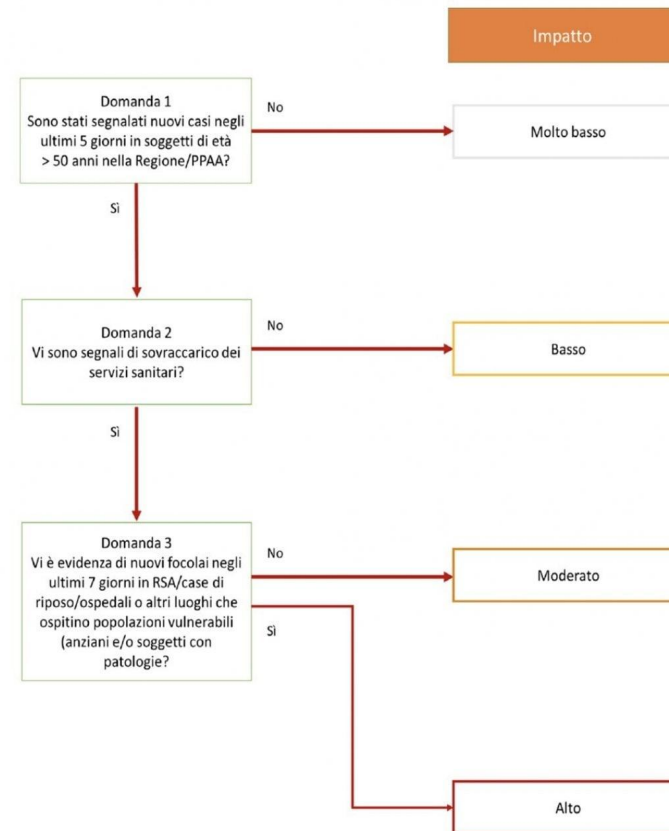 Impatto
Domanda 1
Sono stati segnalati nuovi casi negli
ultimi 5 giorni in soggetti di età
> 50 anni nella Regione/PPAA?
No
Molto basso
Sì
Domanda 2
Vi sono segnali di sovraccarico dei
servizi sanitari?
No
Basso
Sì
Domanda 3
Vi è evidenza di nuovi focolai negli
ultimi 7 giorni in RSA/case di
riposo/ospedali o altri luoghi che
ospitino popolazioni vulnerabili
(anziani e/o soggetti con
patologie?
No
Moderato
Sì
Alto